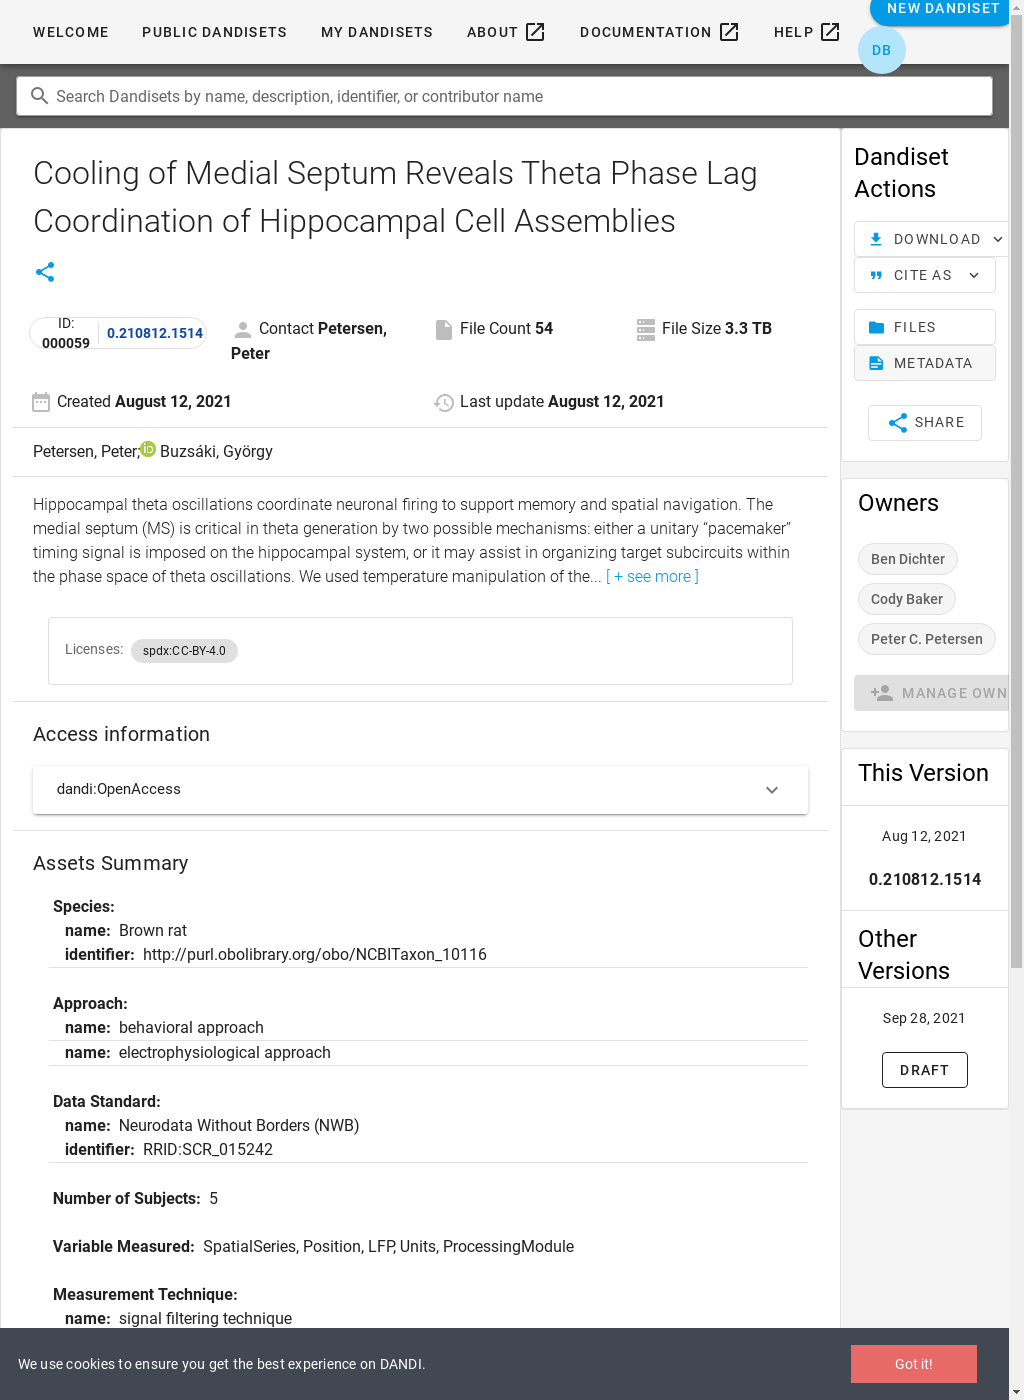 NEW DANDISET
WELCOME PUBLIC DANDISETS MY DANDISETS ABOUT DOCUMENTATION HELP
DB
Search Dandisets by name, description, identifier, or contributor name
Cooling of Medial Septum Reveals Theta Phase Lag
Coordination of Hippocampal Cell Assemblies
ID:
000059
0.210812.1514
Contact Petersen,
Peter
File Count 54
File Size 3.3 TB
Created August 12, 2021
Last update August 12, 2021
Petersen, Peter; iD Buzsáki, György
Hippocampal theta oscillations coordinate neuronal firing to support memory and spatial navigation. The
medial septum (MS) is critical in theta generation by two possible mechanisms: either a unitary “pacemaker”
timing signal is imposed on the hippocampal system, or it may assist in organizing target subcircuits within
the phase space of theta oscillations. We used temperature manipulation of the... [ + see more ]
Licenses: spdx:CC-BY-4.0
Access information
dandi:OpenAccess
Assets Summary
Species:
name: Brown rat
identifier: http://purl.obolibrary.org/obo/NCBITaxon_10116
Approach:
name: behavioral approach
name: electrophysiological approach
Data Standard:
name: Neurodata Without Borders (NWB)
identifier: RRID:SCR_015242
Number of Subjects: 5
Variable Measured: SpatialSeries, Position, LFP, Units, ProcessingModule
Measurement Technique:
name: signal filtering technique
Dandiset
Actions
DOWNLOAD
CITE AS
FILES
METADATA
SHARE
Owners
Ben Dichter
Cody Baker
Peter C. Petersen
MANAGE OWN
This Version
Aug 12, 2021
0.210812.1514
Other
Versions
Sep 28, 2021
DRAFT
We use cookies to ensure you get the best experience on DANDI.
Got it!